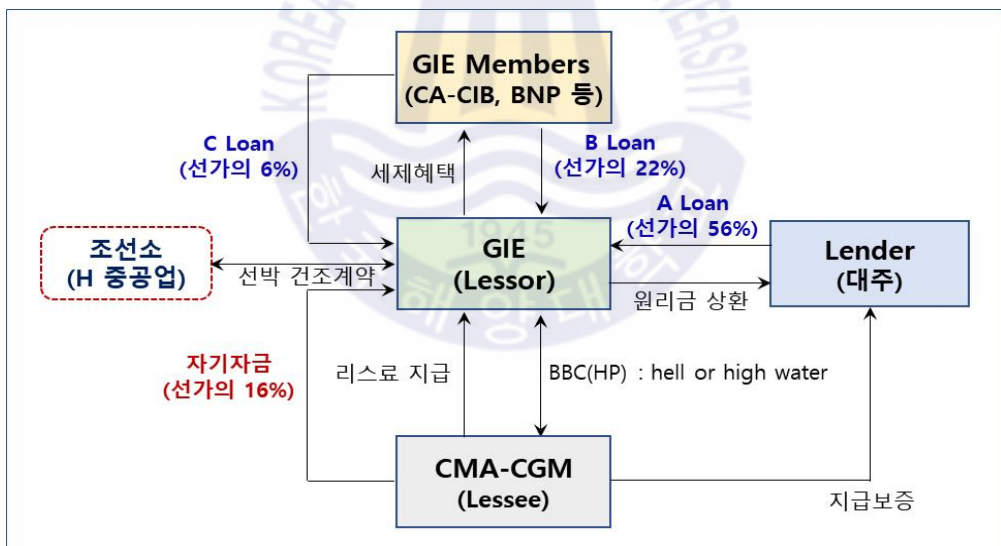 GIE Members
(CA-CIB, BNP 등)
C Loan
(선가의 6%)
세제혜택
B Loan
(선가의 22%)
A Loan
(선가의 56%)
조선소
(H 중공업)
선박 건조계약
GIE
(Lessor)
Lender
(대주)
원리금 상환
자기자금
(선가의 16%)
리스료 지급
BBC(HP) : hell or high water
CMA-CGM
(Lessee)
지급보증
1945